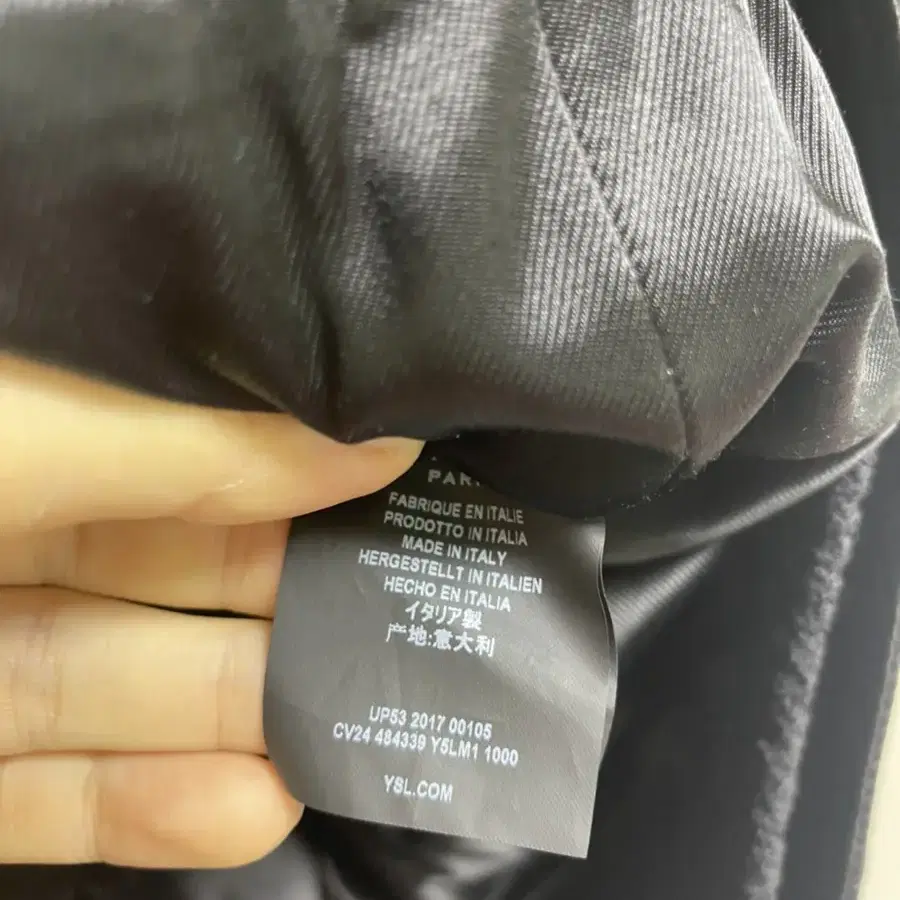 FABRIQUE EN ITALIE
PRODOTTO IN ITALIA
MADE IN ITALY
HERGESTELLT IN ITALIEN
HECHO EN ITALIA
イタリア製
产地:意大利
UP53 2017 00105
CV24 484339 Y5LM1 1000
YSL.COM